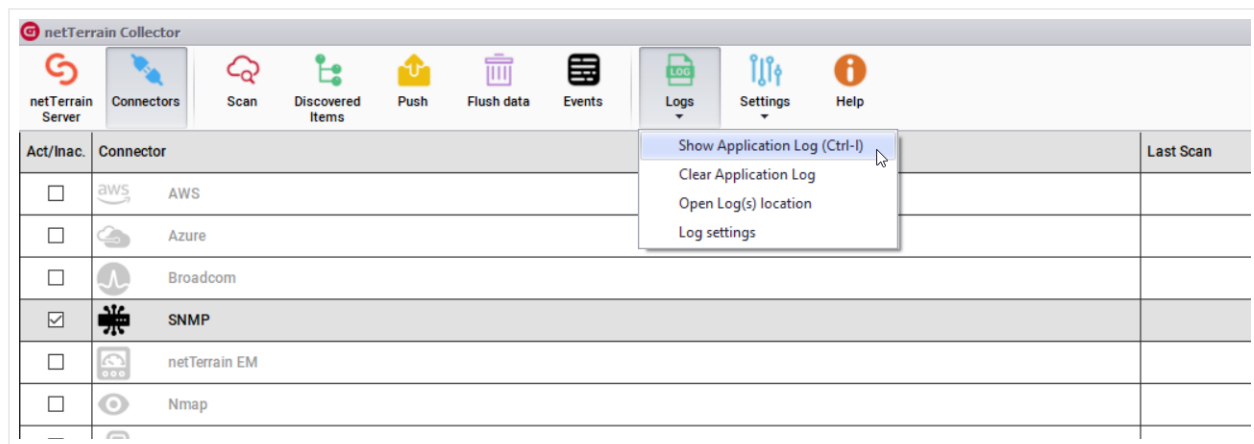 netTerrain Collector
netTerrain
Server
Connectors
Scan
Discovered
Items
Push
Flush data
Events
LOG
Logs
Settings
Help
Show Application Log (Ctrl-I)
Clear Application Log
Open Log(s) location
Log settings
Act/Inac.
Connector
Last Scan
aws
AWS
Azure
Broadcom
SNMP
netTerrain EM
Nmap